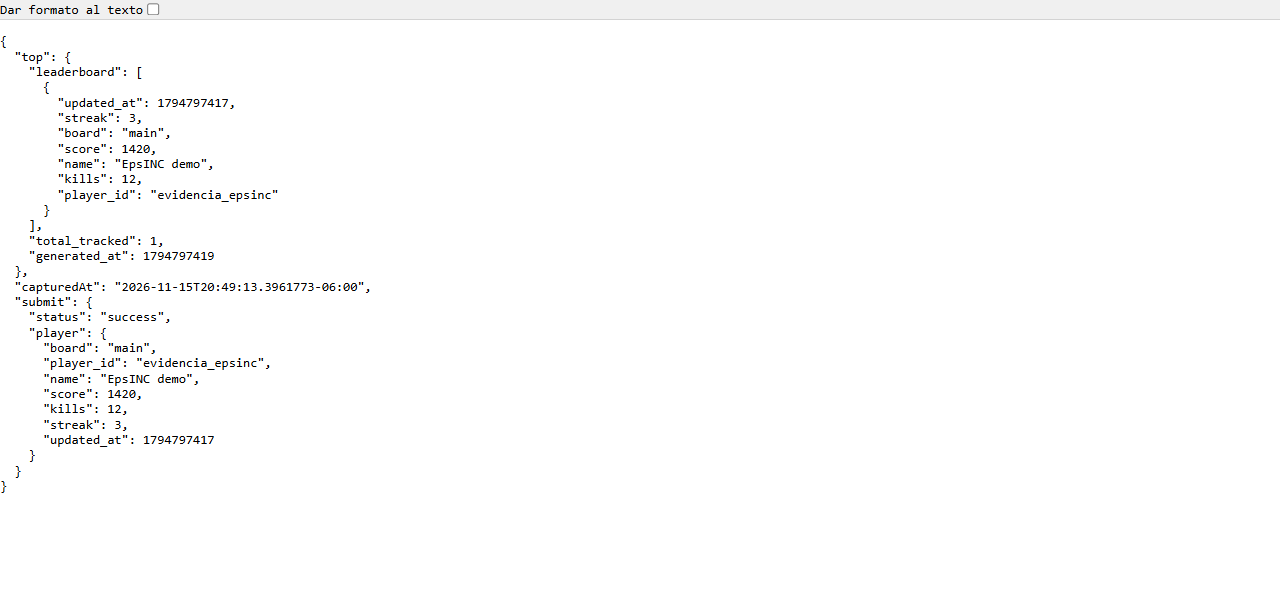 Dar formato al texto
{
  "top": {
    "leaderboard": [
      {
        "updated_at": 1794797417,
        "streak": 3,
        "board": "main",
        "score": 1420,
        "name": "EpsINC demo",
        "kills": 12,
        "player_id": "evidencia_epsinc"
      }
    ],
    "total_tracked": 1,
    "generated_at": 1794797419
  },
  "capturedAt": "2026-11-15T20:49:13.3961773-06:00",
  "submit": {
    "status": "success",
    "player": {
      "board": "main",
      "player_id": "evidencia_epsinc",
      "name": "EpsINC demo",
      "score": 1420,
      "kills": 12,
      "streak": 3,
      "updated_at": 1794797417
    }
  }
}